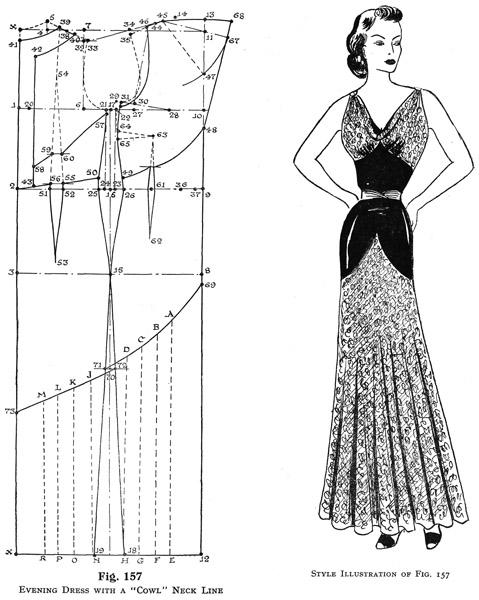 X 4 5 39 38 40 7 34 46 45 14 13 68
41 42 32 33 35 44 11 67
54 47
1 20 6 21 17 29 31 30 27 28 10
57 22 64 65 63 48
59 60 58 49
43 50
2 51 56 55 52 25 24 15 23 26 61 36 37 9
53 62
3 16 8
69
A
B
C
D
71 72
70
J
K
L
M
73
X R P O N 19 18 H G F E 12
Fig. 157
Evening Dress with a "Cowl" Neck Line
Style Illustration of Fig. 157